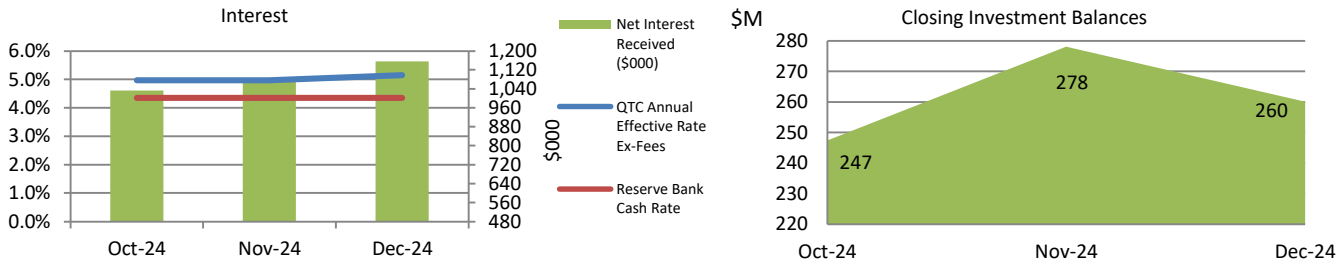 Interest
6.0%
5.0%
4.0%
3.0%
2.0%
1.0%
0.0%
1,200
1,120
1,040
960
880
800
720
640
560
480
$000
Oct-24 Nov-24 Dec-24
Net Interest
Received
($000)
QTC Annual
Effective Rate
Ex-Fees
Reserve Bank
Cash Rate
$M Closing Investment Balances
280
270
260
250
240
230
220
247
278
260
Oct-24 Nov-24 Dec-24